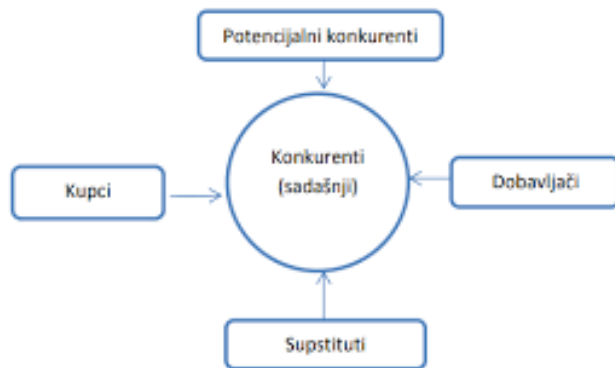 Potencijalni konkurenti
Konkurenti
(sadašnji)
Kupci
Dobavljači
Supstituti